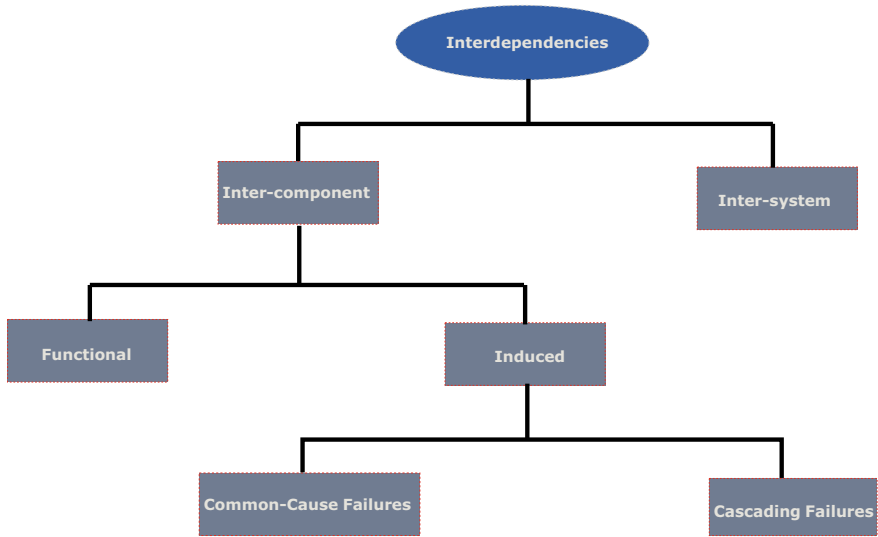 Interdependencies
Inter-component
Inter-system
Functional
Induced
Common-Cause Failures
Cascading Failures